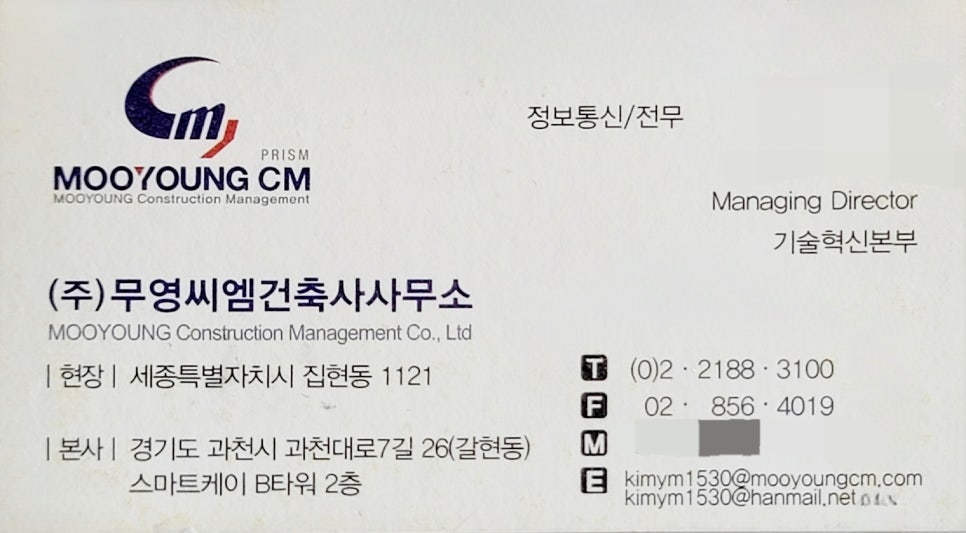 Cm
PRISM
MOOYOUNG CM
MOOYOUNG Construction Management
정보통신/전무
Managing Director
기술혁신본부
(주)무영씨엠건축사사무소
MOOYOUNG Construction Management Co., Ltd
|현장| 세종특별자치시 집현동 1121
|본사| 경기도 과천시 과천대로7길 26(갈현동)
스마트케이 B타워 2층
T (0)2 · 2188 · 3100
F 02 · 856 · 4019
M
E kimym1530@mooyoungcm.com
kimym1530@hanmail.net